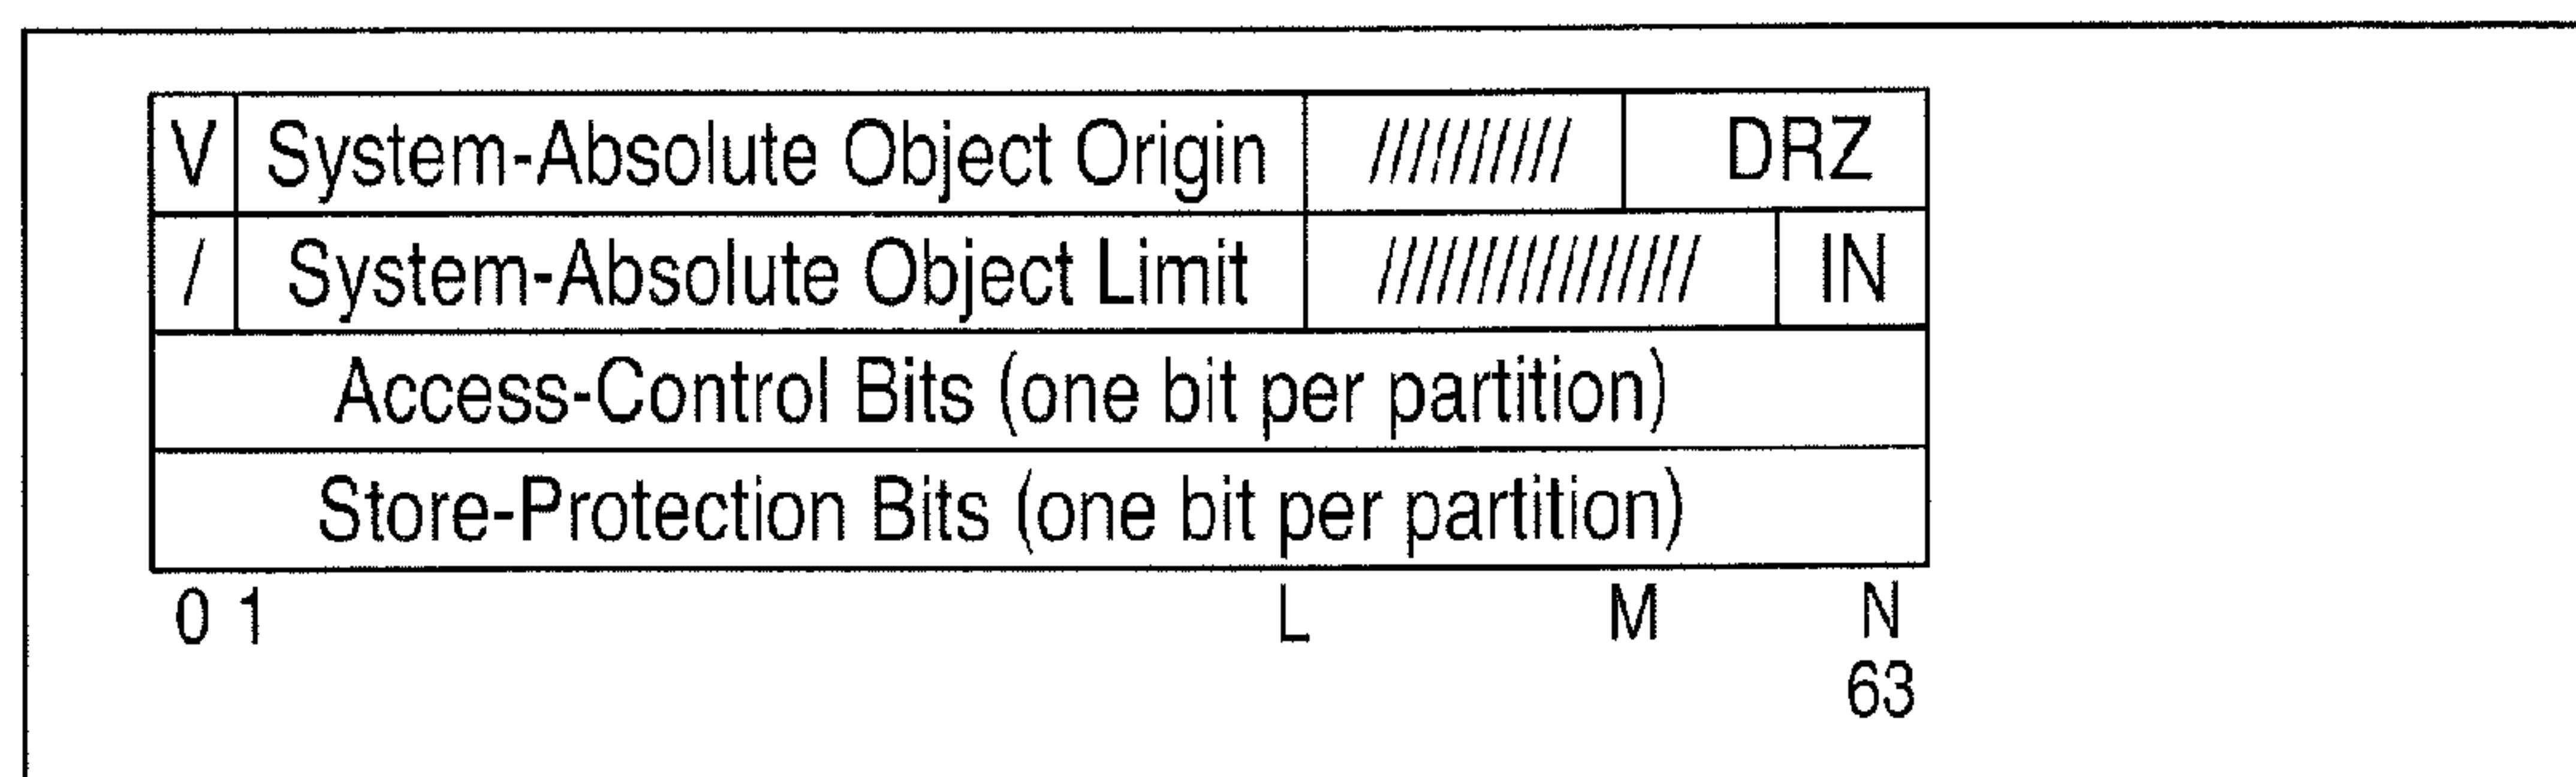 V System-Absolute Object Origin ////////// DRZ
/ System-Absolute Object Limit //////////////// IN
Access-Control Bits (one bit per partition)
Store-Protection Bits (one bit per partition)
0 1 L M N
63